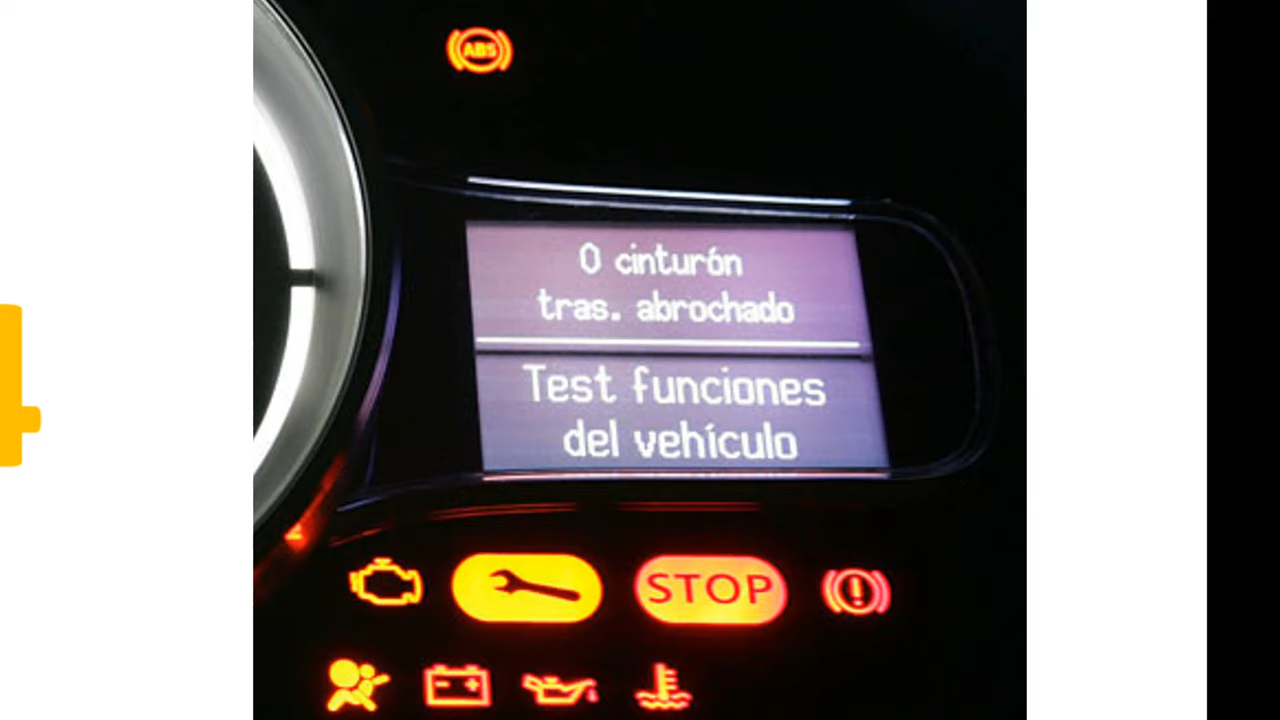 ABS
0 cinturón
tras. abrochado
Test funciones
del vehículo
STOP